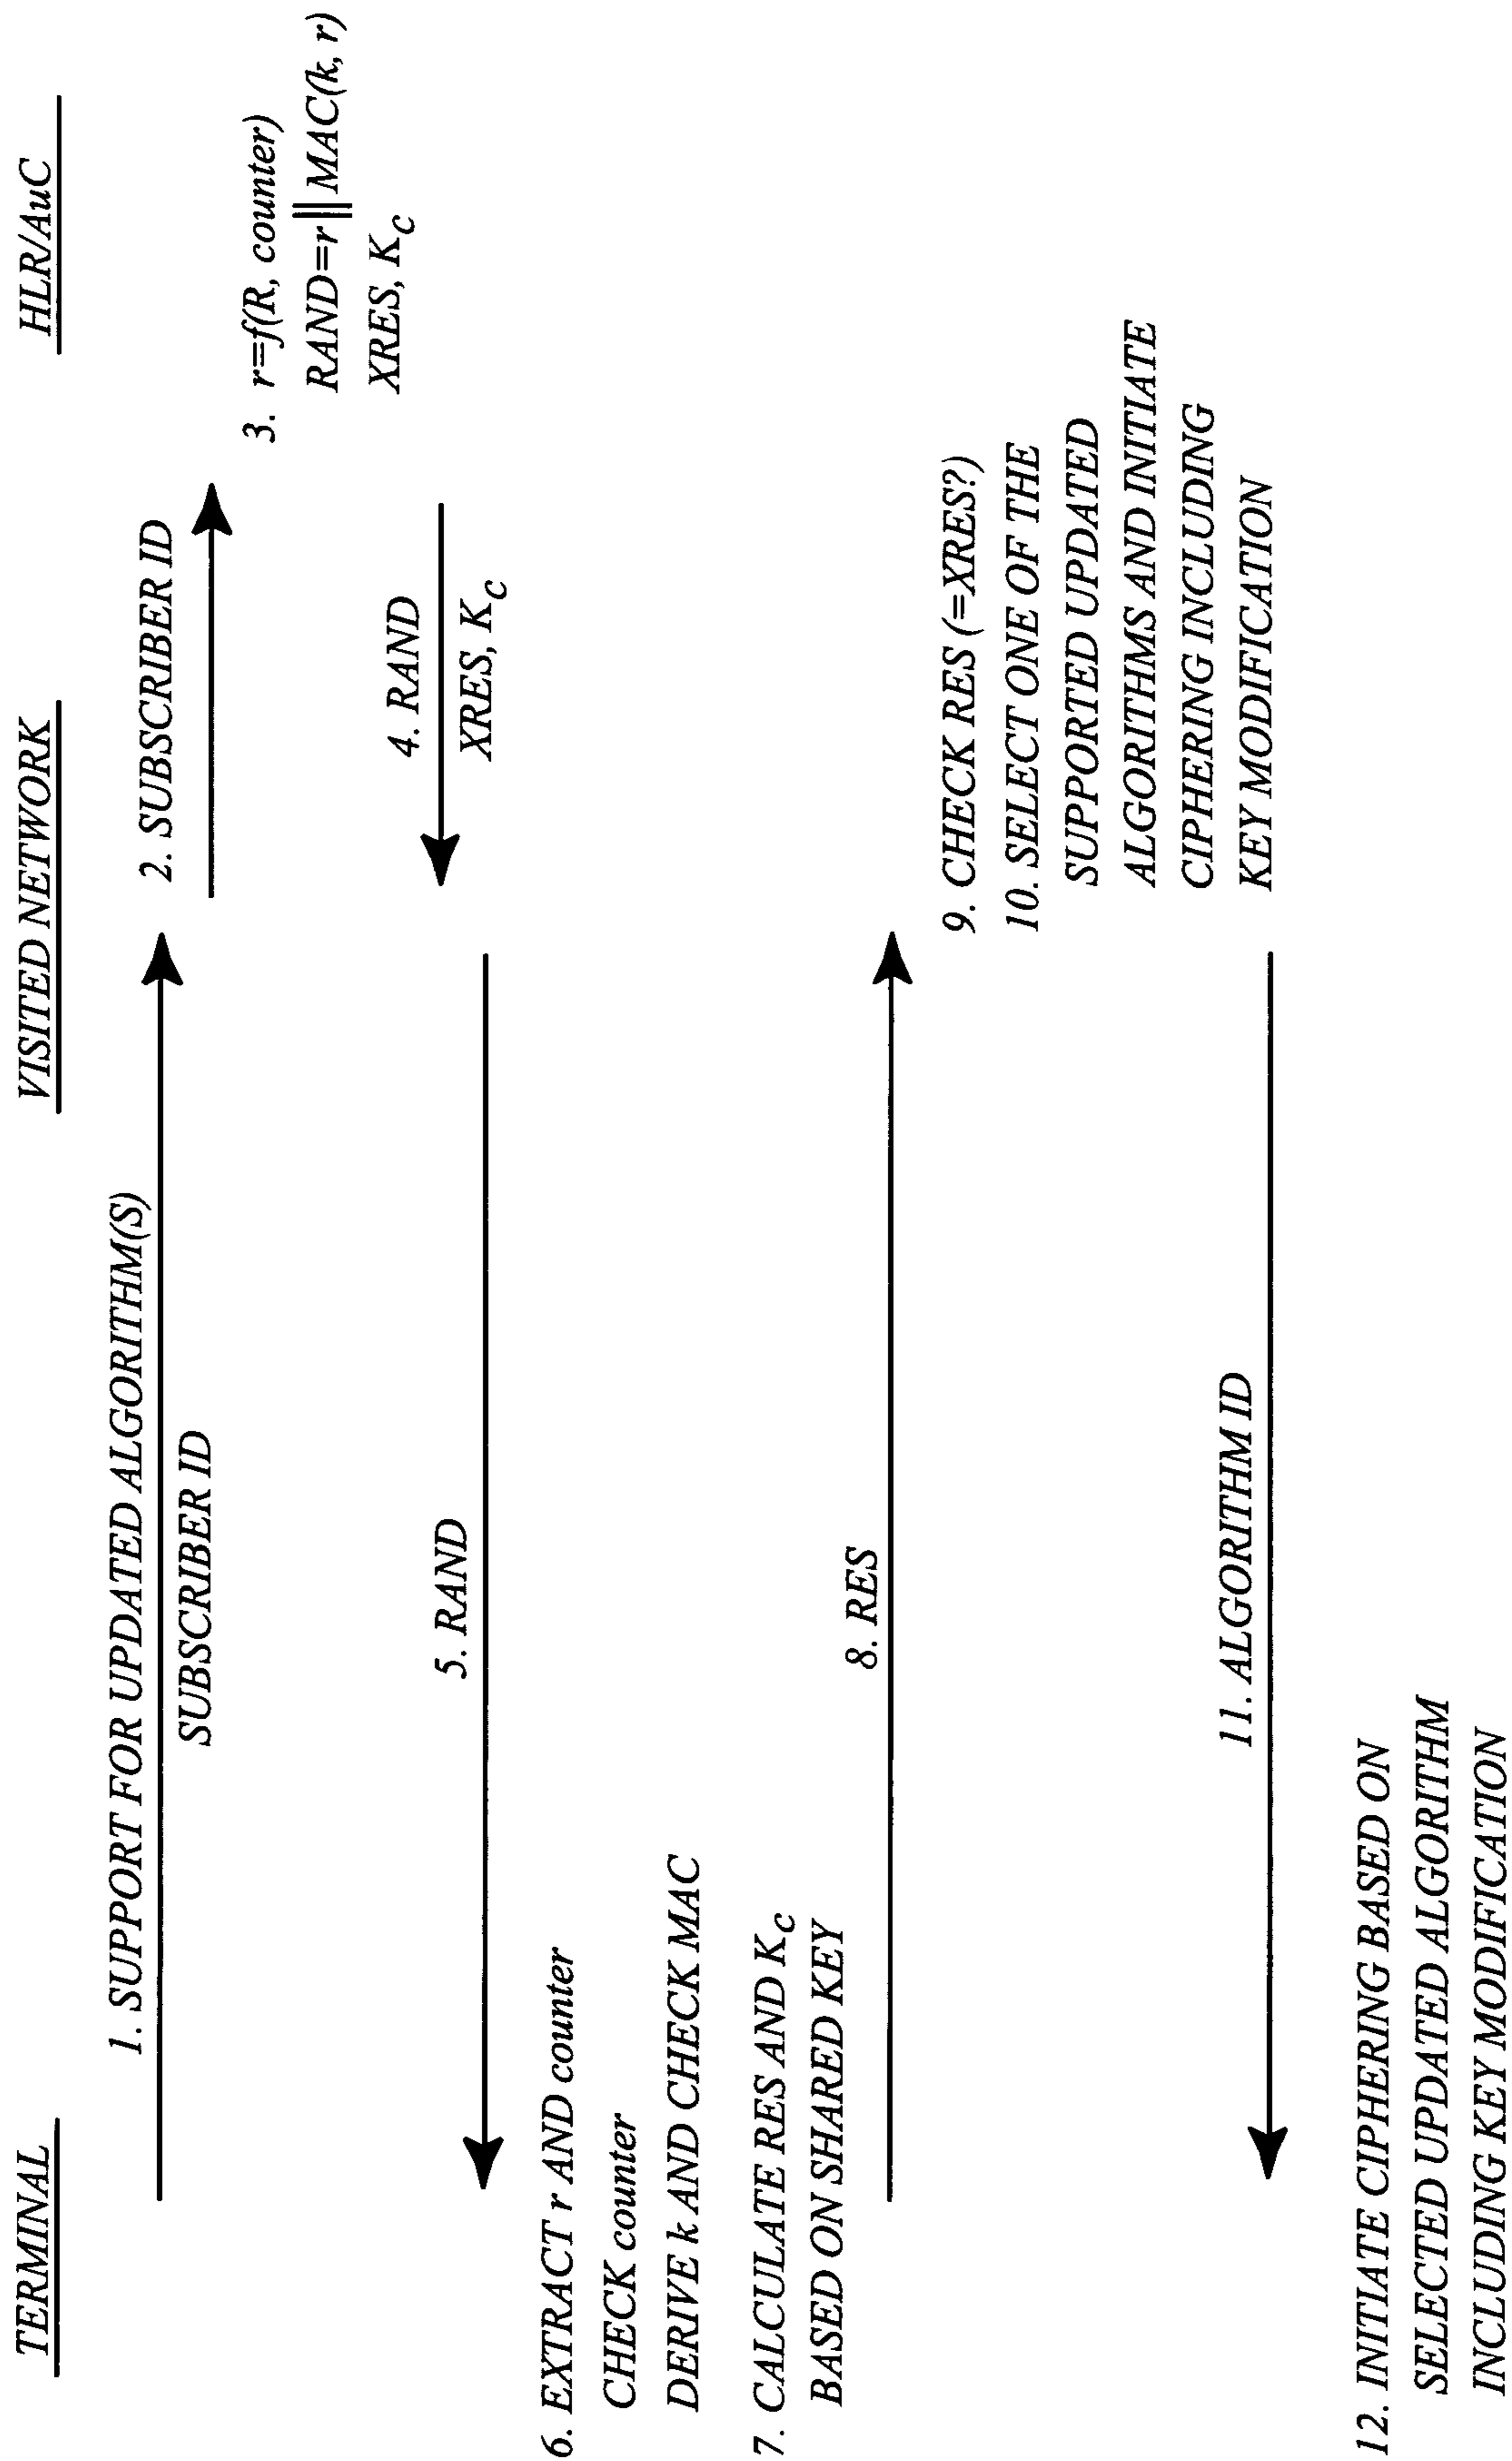 TERMINAL
VISITED NETWORK
HLR/AuC
1. SUPPORT FOR UPDATED ALGORITHM(S)
SUBSCRIBER ID
2. SUBSCRIBER ID
3. r=f(R, counter)
RAND=r||MAC(k, r)
XRES, Kc
4. RAND
XRES, Kc
5. RAND
6. EXTRACT r AND counter
CHECK counter
DERIVE k AND CHECK MAC
7. CALCULATE RES AND Kc
BASED ON SHARED KEY
8. RES
9. CHECK RES (=XRES?)
10. SELECT ONE OF THE
SUPPORTED UPDATED
ALGORITHMS AND INITIATE
CIPHERING INCLUDING
KEY MODIFICATION
11. ALGORITHM ID
12. INITIATE CIPHERING BASED ON
SELECTED UPDATED ALGORITHM
INCLUDING KEY MODIFICATION